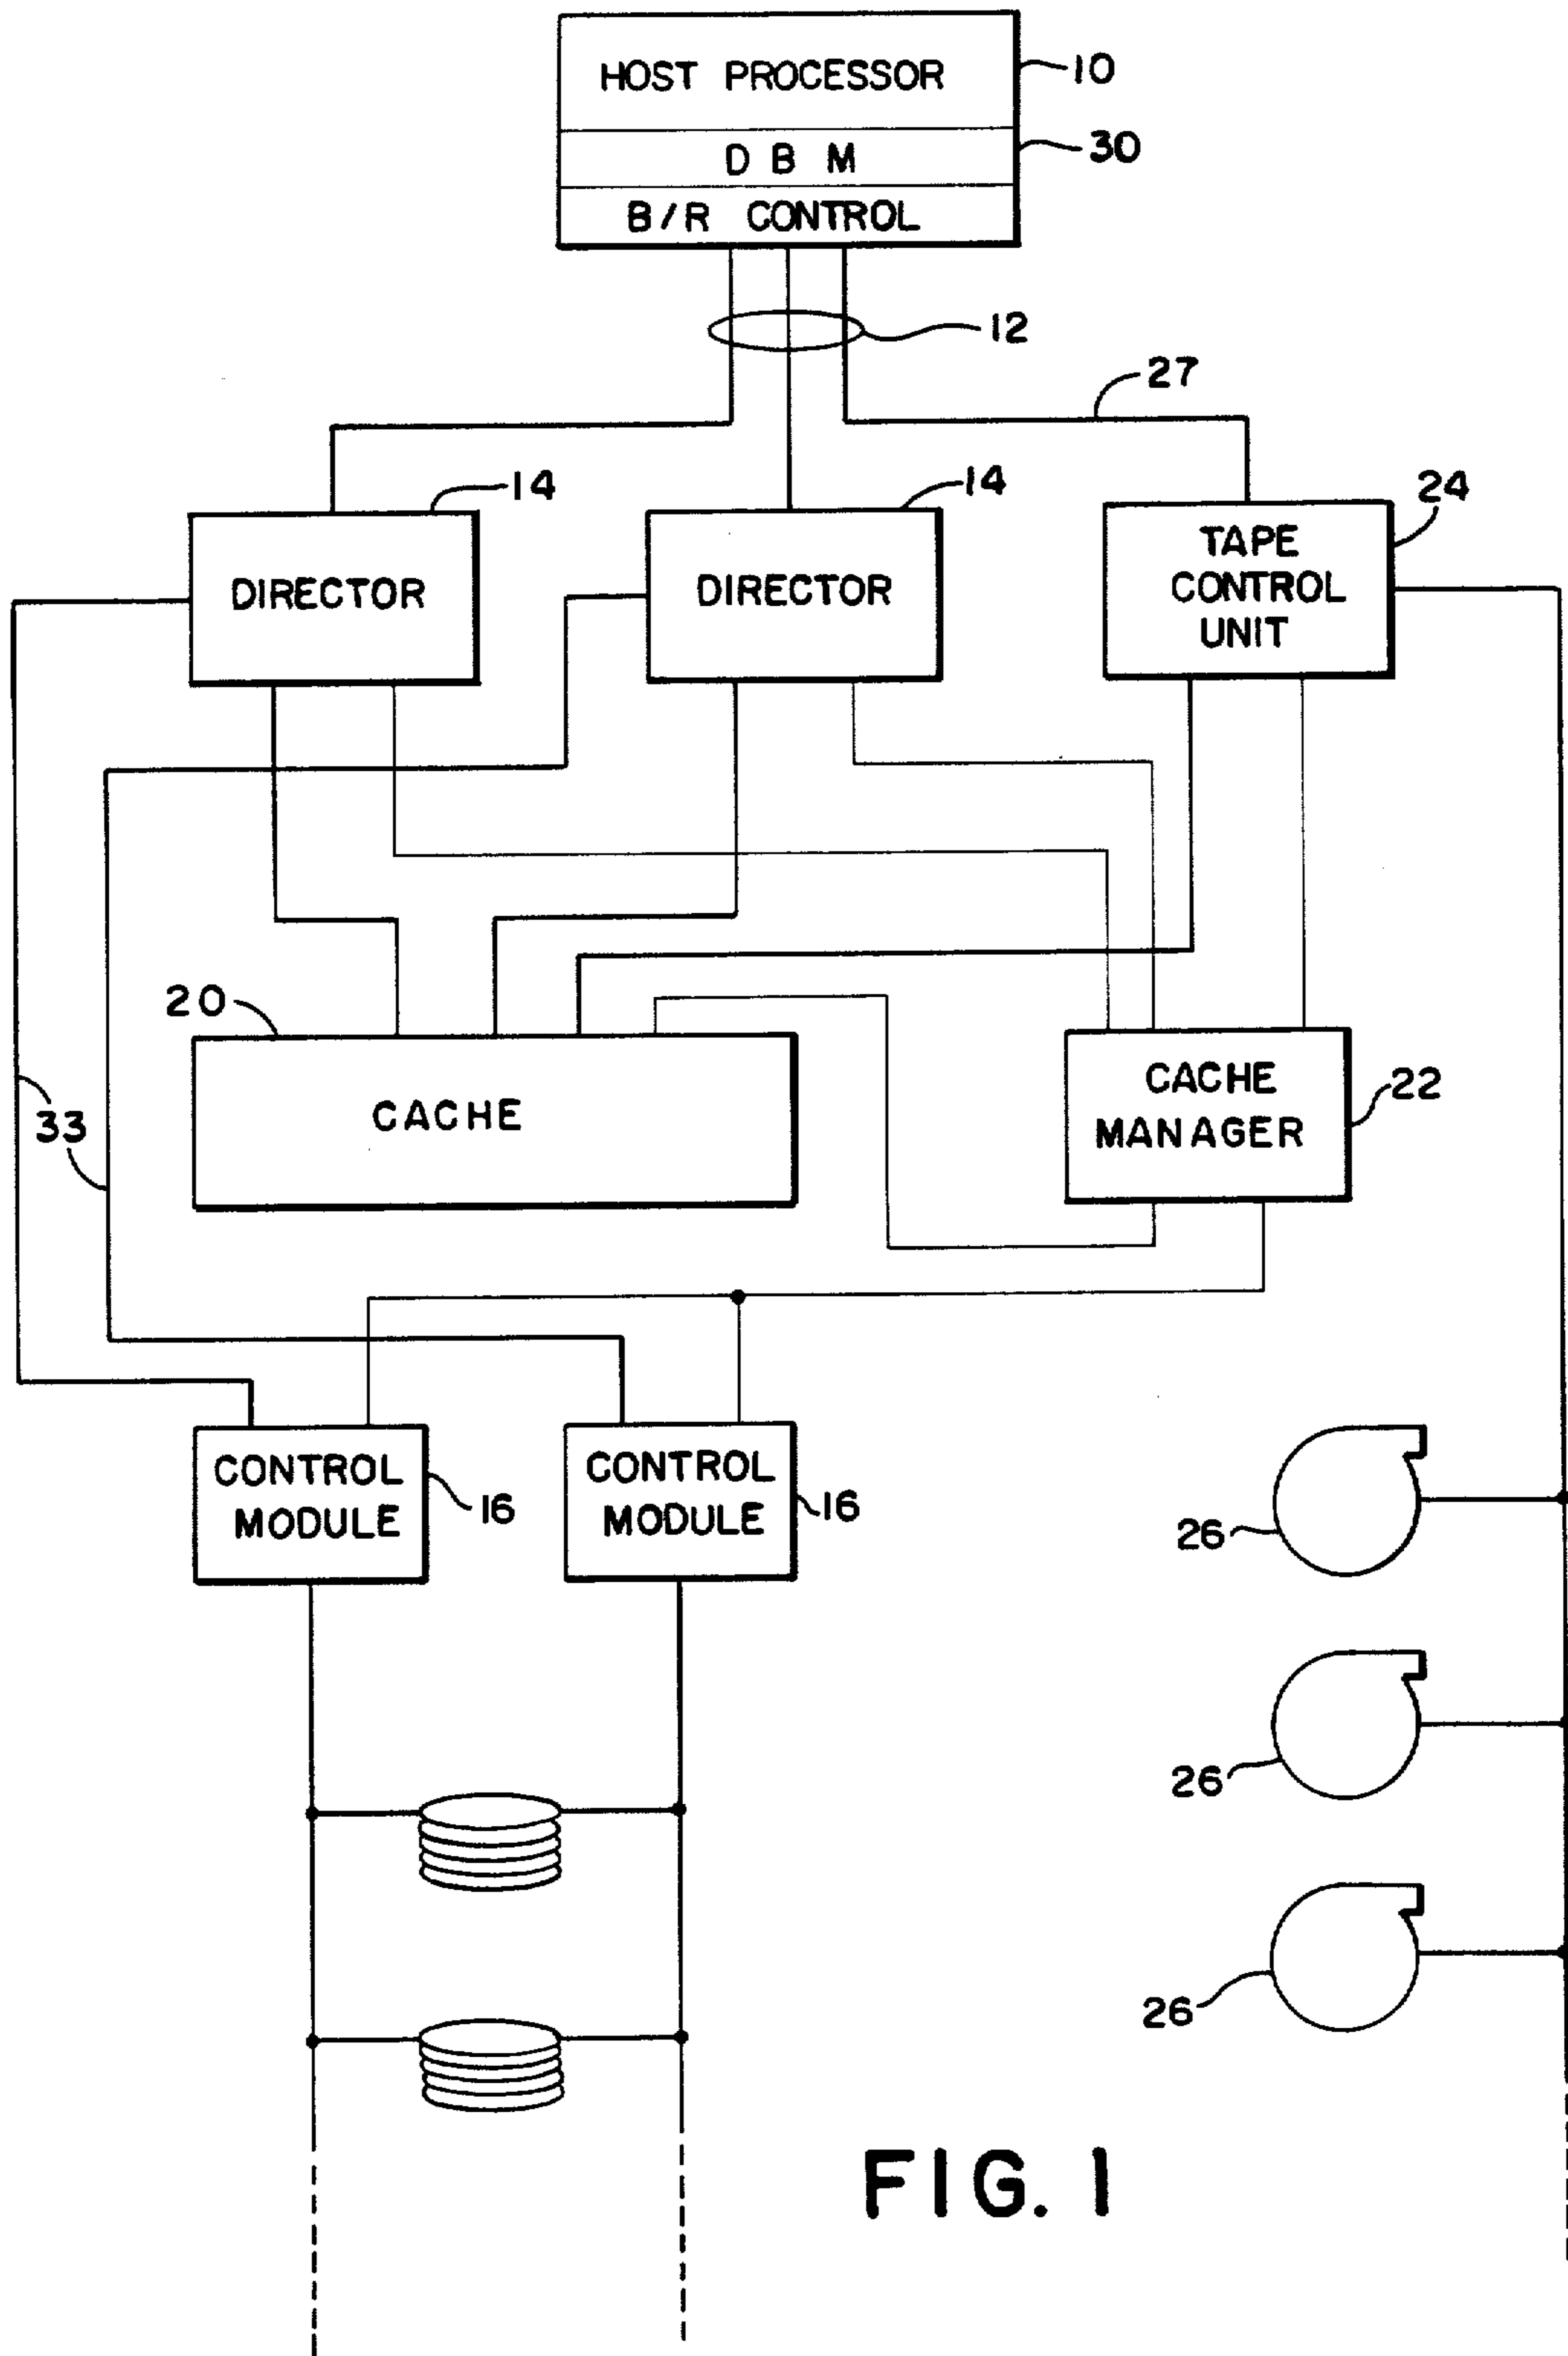 HOST PROCESSOR
10
D B M
30
B/R CONTROL
12
27
14
14
24
DIRECTOR
DIRECTOR
TAPE
CONTROL
UNIT
20
CACHE
CACHE
MANAGER
22
33
CONTROL
MODULE
16
CONTROL
MODULE
16
26
26
26
FIG. 1